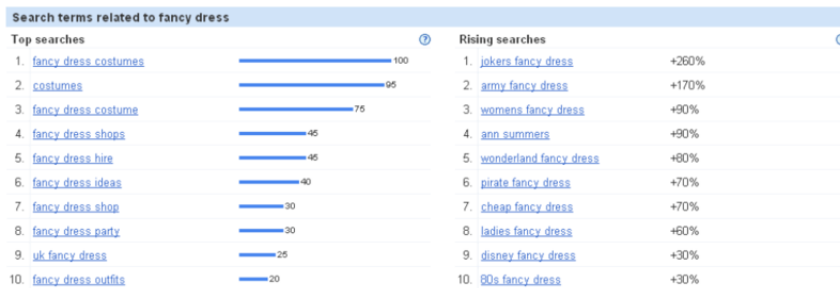 Search terms related to fancy dress
Top searches
1. fancy dress costumes 100
2. costumes 95
3. fancy dress costume 75
4. fancy dress shops 45
5. fancy dress hire 45
6. fancy dress ideas 40
7. fancy dress shop 30
8. fancy dress party 30
9. uk fancy dress 25
10. fancy dress outfits 20
Rising searches
1. jokers fancy dress +260%
2. army fancy dress +170%
3. womens fancy dress +90%
4. ann summers +90%
5. wonderland fancy dress +80%
6. pirate fancy dress +70%
7. cheap fancy dress +70%
8. ladies fancy dress +60%
9. disney fancy dress +30%
10. 80s fancy dress +30%